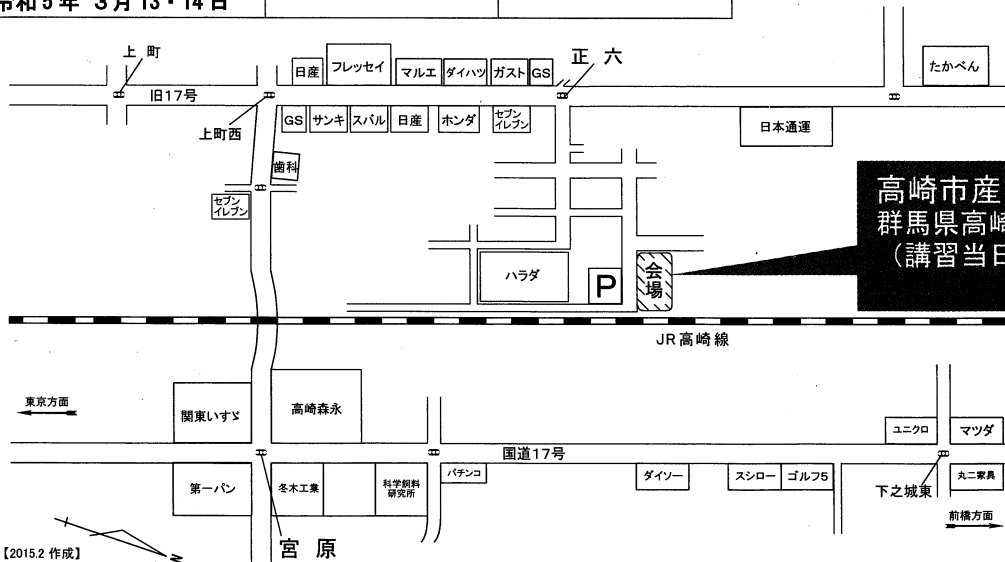 令和5年 3月13・14日
上 町
日産
フレッセイ
マルエ
ダイハツ
ガスト
GS
正 六
たかべん
旧17号
上町西
GS
サンキ
スバル
日産
ホンダ
セブン
イレブン
日本通運
歯科
セブン
イレブン
高崎市産
群馬県高崎
（講習当日
ハラダ
P
会場
JR高崎線
東京方面
関東いすゞ
高崎森永
ユニクロ
マツダ
国道17号
第一パン
冬木工業
科学飼料
研究所
パチンコ
ダイソー
スシロー
ゴルフ5
下之城東
丸二家具
前橋方面
宮 原
N
【2015.2 作成】